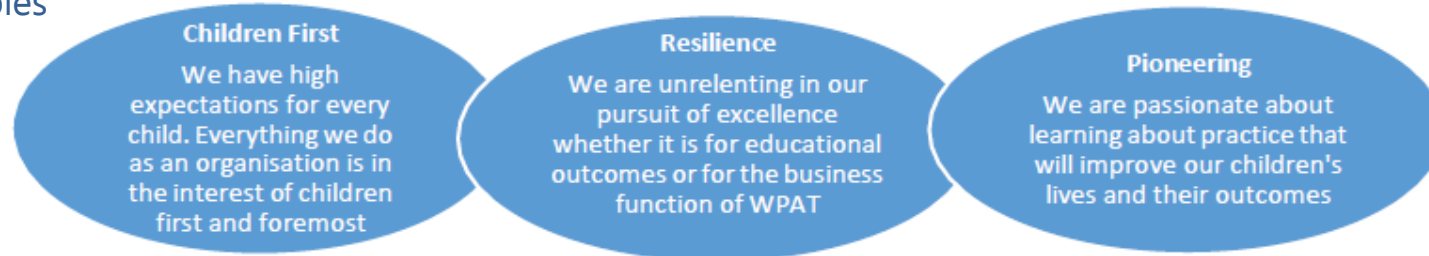 Children First
We have high
expectations for every
child. Everything we do
as an organisation is in
the interest of children
first and foremost
Resilience
We are unrelenting in our
pursuit of excellence
whether it is for educational
outcomes or for the business
function of WPAT
Pioneering
We are passionate about
learning about practice that
will improve our children's
lives and their outcomes